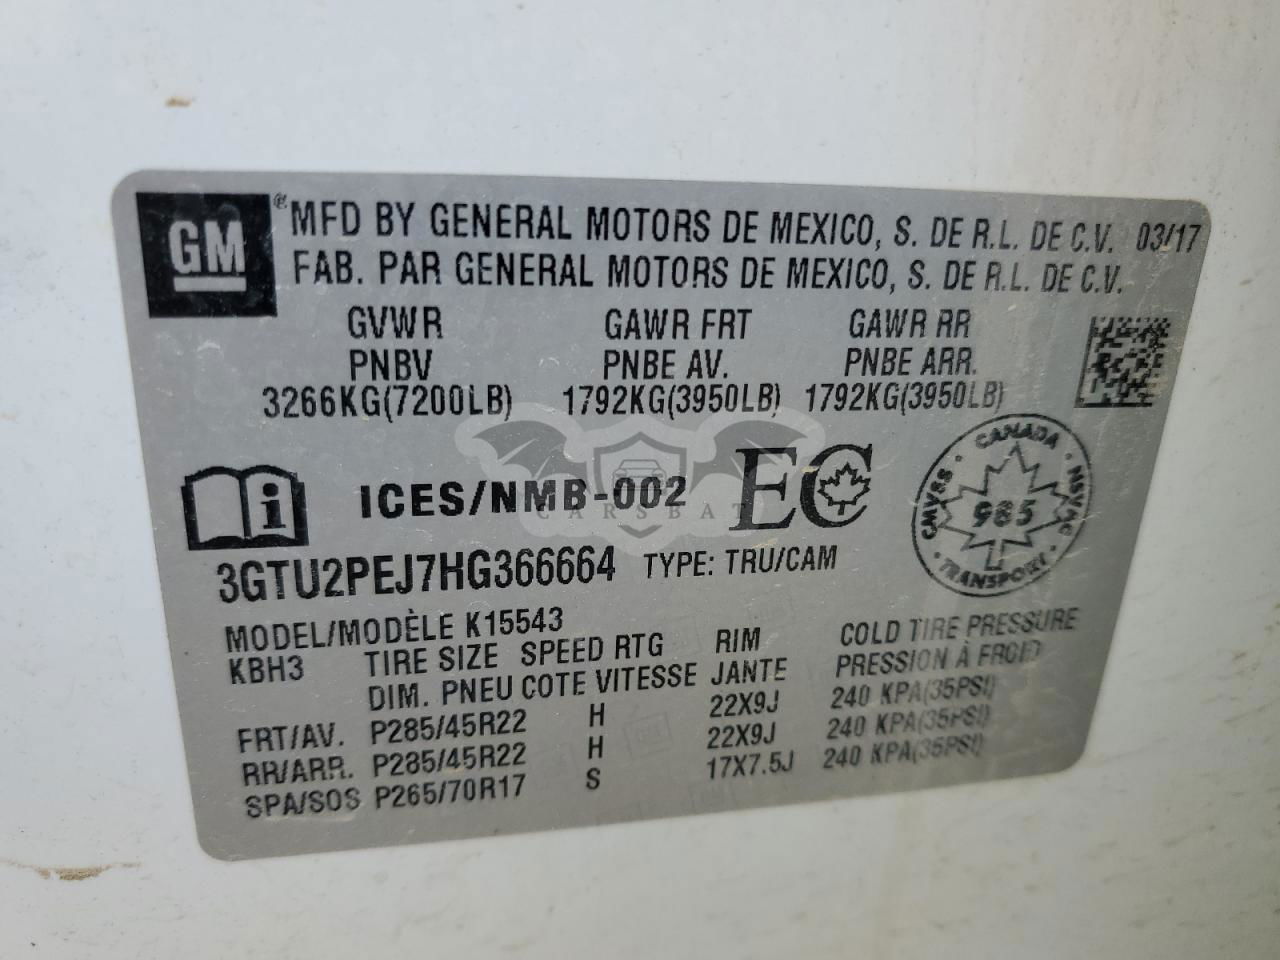 GM
MFD BY GENERAL MOTORS DE MEXICO, S. DE R.L. DE C.V. 03/17
FAB. PAR GENERAL MOTORS DE MEXICO, S. DE R.L. DE C.V.
GVWR GAWR FRT GAWR RR
PNBV PNBE AV. PNBE ARR.
3266KG(7200LB) 1792KG(3950LB) 1792KG(3950LB)
ICES/NMB-002 EC
CARSBAT
CANADA
CMVSS 985 NSVAC
TRANSPORT
3GTU2PEJ7HG366664 TYPE: TRU/CAM
MODEL/MODÈLE K15543
KBH3 TIRE SIZE SPEED RTG RIM COLD TIRE PRESSURE
DIM. PNEU COTE VITESSE JANTE PRESSION À FROID
FRT/AV. P285/45R22 H 22X9J 240 KPA(35PSI)
RR/ARR. P285/45R22 H 22X9J 240 KPA(35PSI)
SPA/SOS P265/70R17 S 17X7.5J 240 KPA(35PSI)